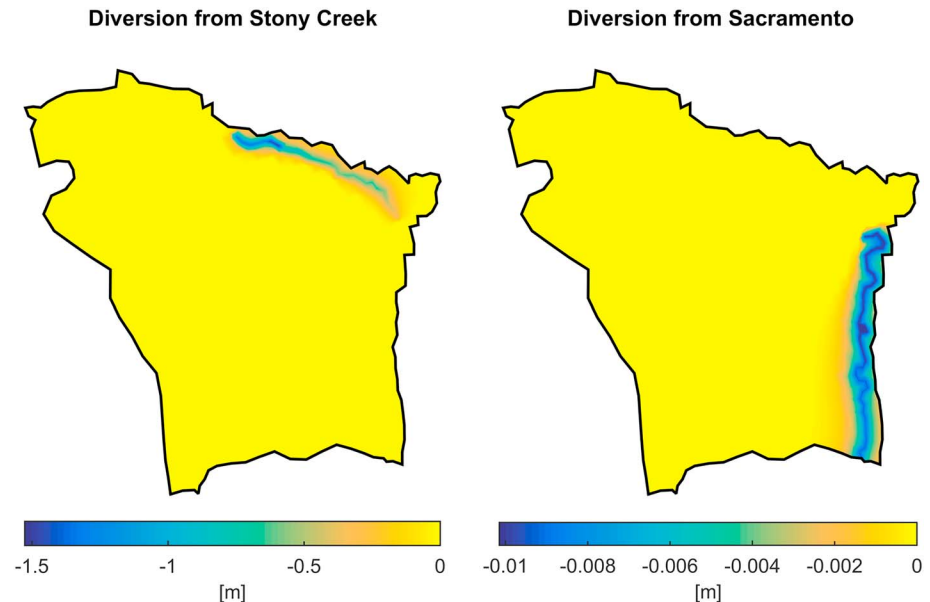 Diversion from Stony Creek
Diversion from Sacramento
-1.5 -1 -0.5 0
[m]
-0.01 -0.008 -0.006 -0.004 -0.002 0
[m]